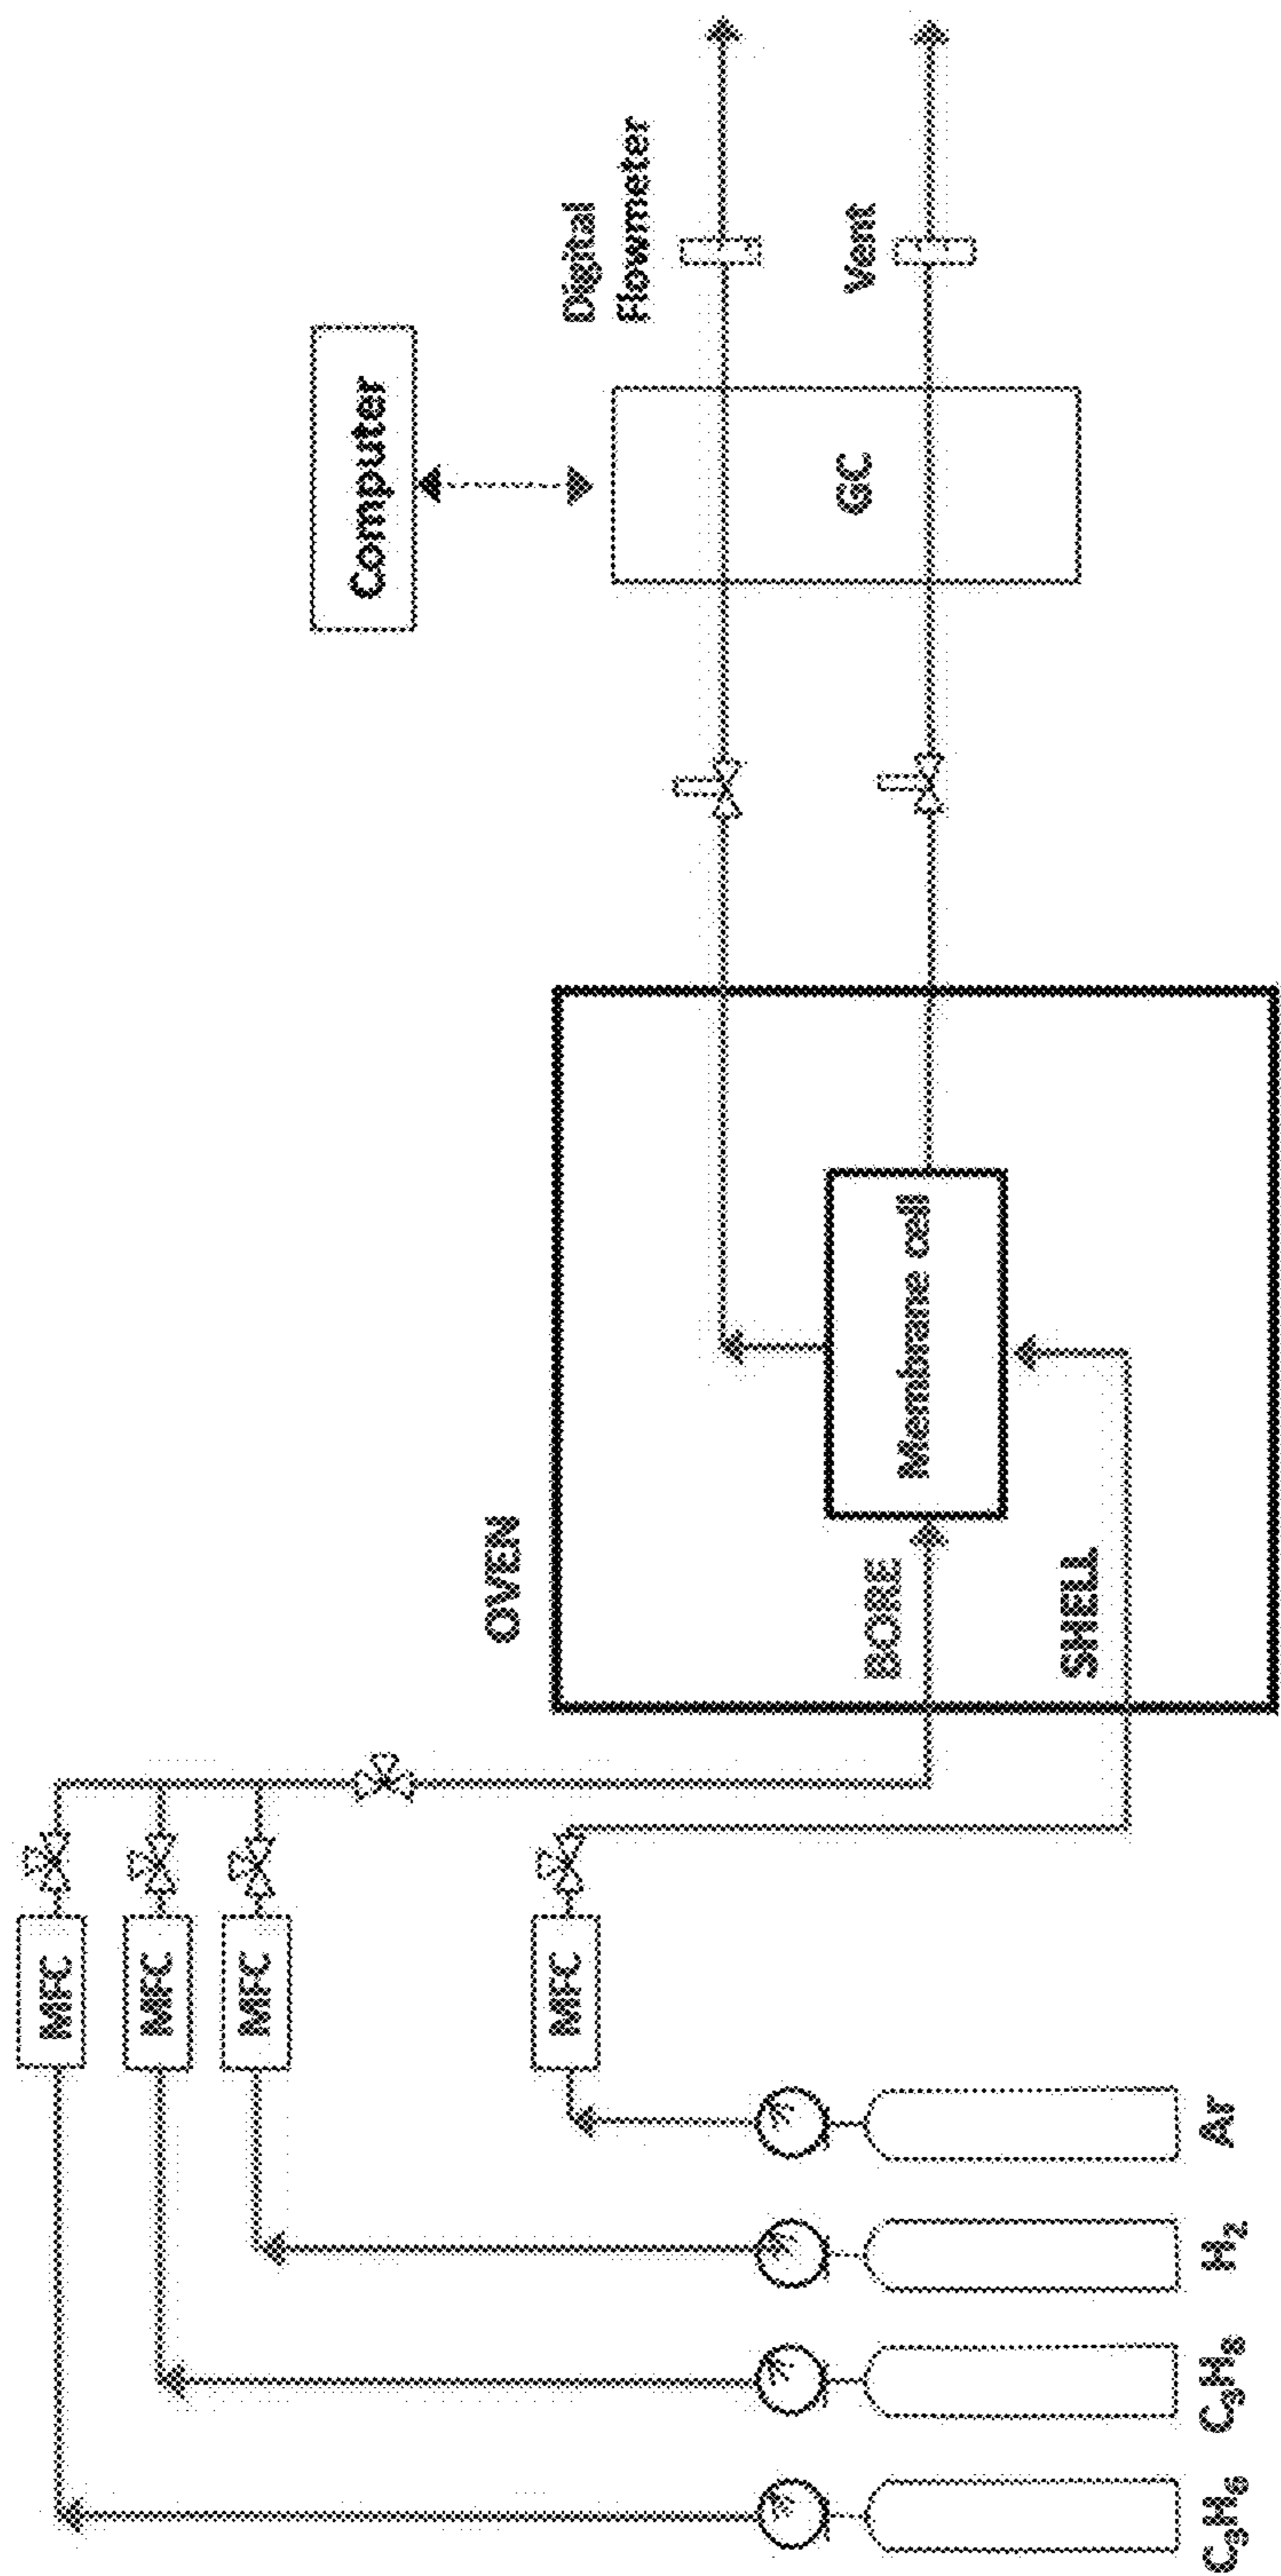 MFC
MFC
MFC
MFC
C₃H₆
C₃H₈
H₂
Ar
OVEN
BORE
SHELL
Membrane cell
Computer
GC
Digital
Flowmeter
Vent